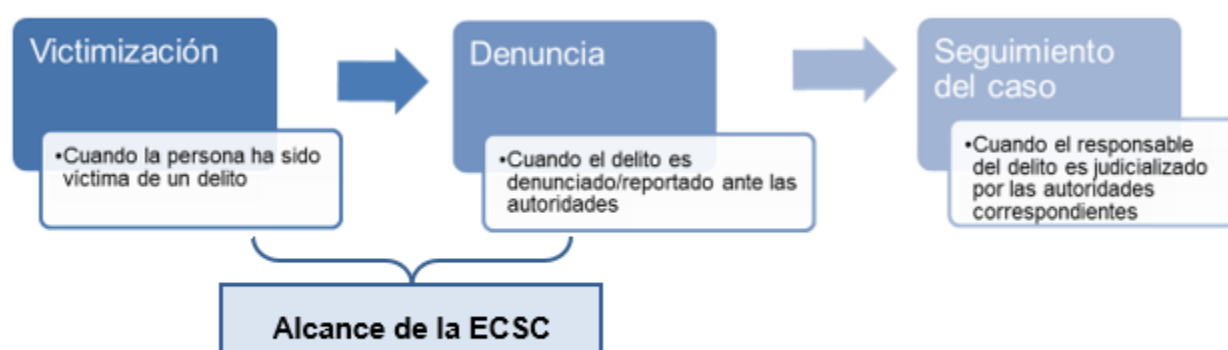 Victimización
•Cuando la persona ha sido
víctima de un delito
Denuncia
•Cuando el delito es
denunciado/reportado ante las
autoridades
Seguimiento
del caso
•Cuando el responsable
del delito es judicializado
por las autoridades
correspondientes
Alcance de la ECSC